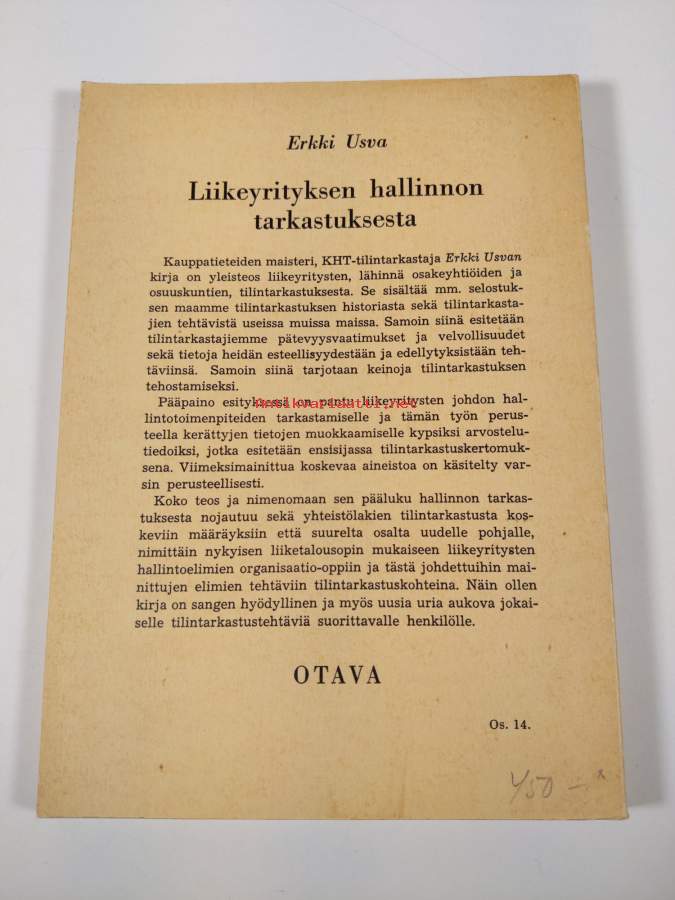 Erkki Usva
Liikeyrityksen hallinnon
tarkastuksesta
Kauppatieteiden maisteri, KHT-tilintarkastaja Erkki Usvan
kirja on yleisteos liikeyritysten, lähinnä osakeyhtiöiden ja
osuuskuntien, tilintarkastuksesta. Se sisältää mm. selostuk-
sen maamme tilintarkastuksen historiasta sekä tilintarkasta-
jien tehtävistä useissa muissa maissa. Samoin siinä esitetään
tilintarkastajiemme pätevyysvaatimukset ja velvollisuudet
sekä tietoja heidän esteellisyydestään ja edellytyksistään teh-
täviinsä. Samoin siinä tarjotaan keinoja tilintarkastuksen
tehostamiseksi.
Pääpaino esityksessä on pantu liikeyritysten johdon hal-
Antikvariaatti.net
lintotoimenpiteiden tarkastamiselle ja tämän työn perus-
teella kerättyjen tietojen muokkaamiselle kypsiksi arvostelu-
tiedoiksi, jotka esitetään ensisijassa tilintarkastuskertomuk-
sena. Viimeksimainittua koskevaa aineistoa on käsitelty var-
sin perusteellisesti.
Koko teos ja nimenomaan sen pääluku hallinnon tarkas-
tuksesta nojautuu sekä yhteistölakien tilintarkastusta kos-
keviin määräyksiin että suurelta osalta uudelle pohjalle,
nimittäin nykyisen liiketalousopin mukaiseen liikeyritysten
hallintoelimien organisaatio-oppiin ja tästä johdettuihin mai-
nittujen elimien tehtäviin tilintarkastuskohteina. Näin ollen
kirja on sangen hyödyllinen ja myös uusia uria aukova jokai-
selle tilintarkastustehtäviä suorittavalle henkilölle.
OTAVA
Os. 14.
450 —